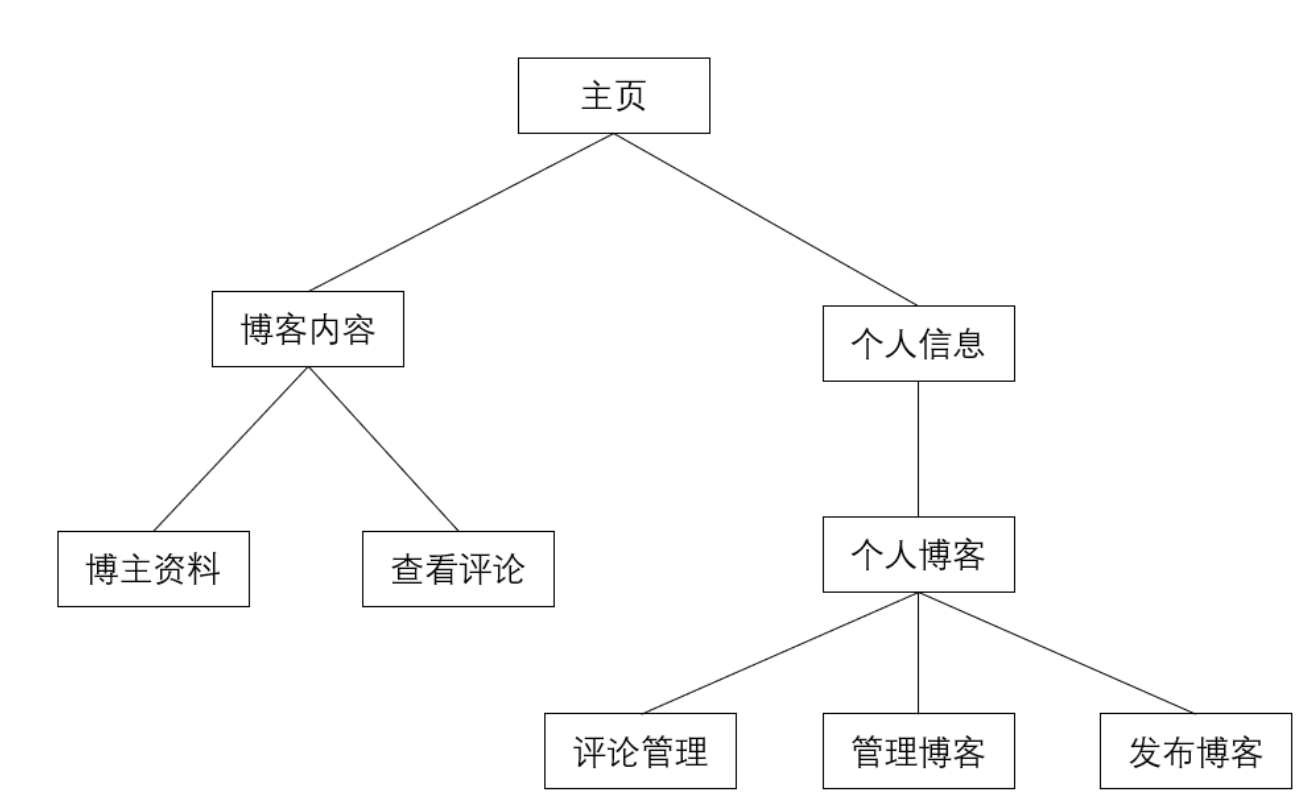 主页
博客内容
个人信息
博主资料
查看评论
个人博客
评论管理
管理博客
发布博客